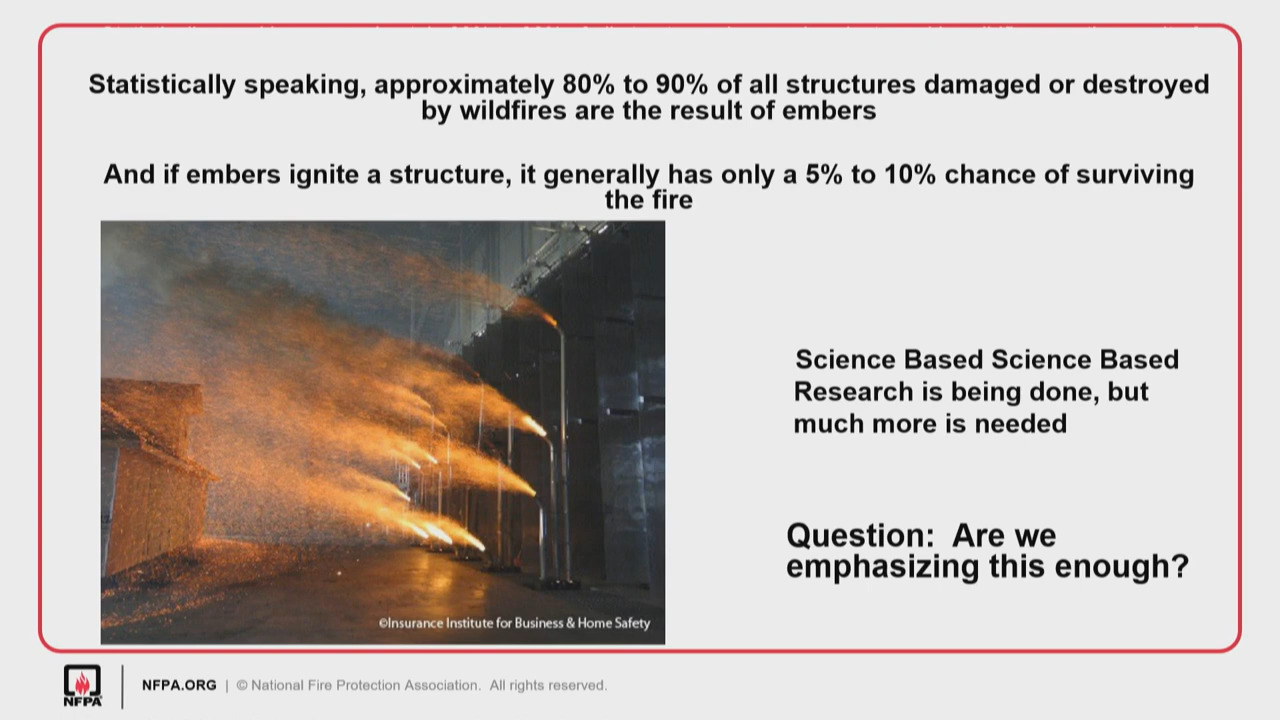 Statistically speaking, approximately 80% to 90% of all structures damaged or destroyed
by wildfires are the result of embers
And if embers ignite a structure, it generally has only a 5% to 10% chance of surviving
the fire
Science Based Science Based
Research is being done, but
much more is needed
Question: Are we
emphasizing this enough?
©Insurance Institute for Business & Home Safety
NFPA
NFPA.ORG | © National Fire Protection Association. All rights reserved.